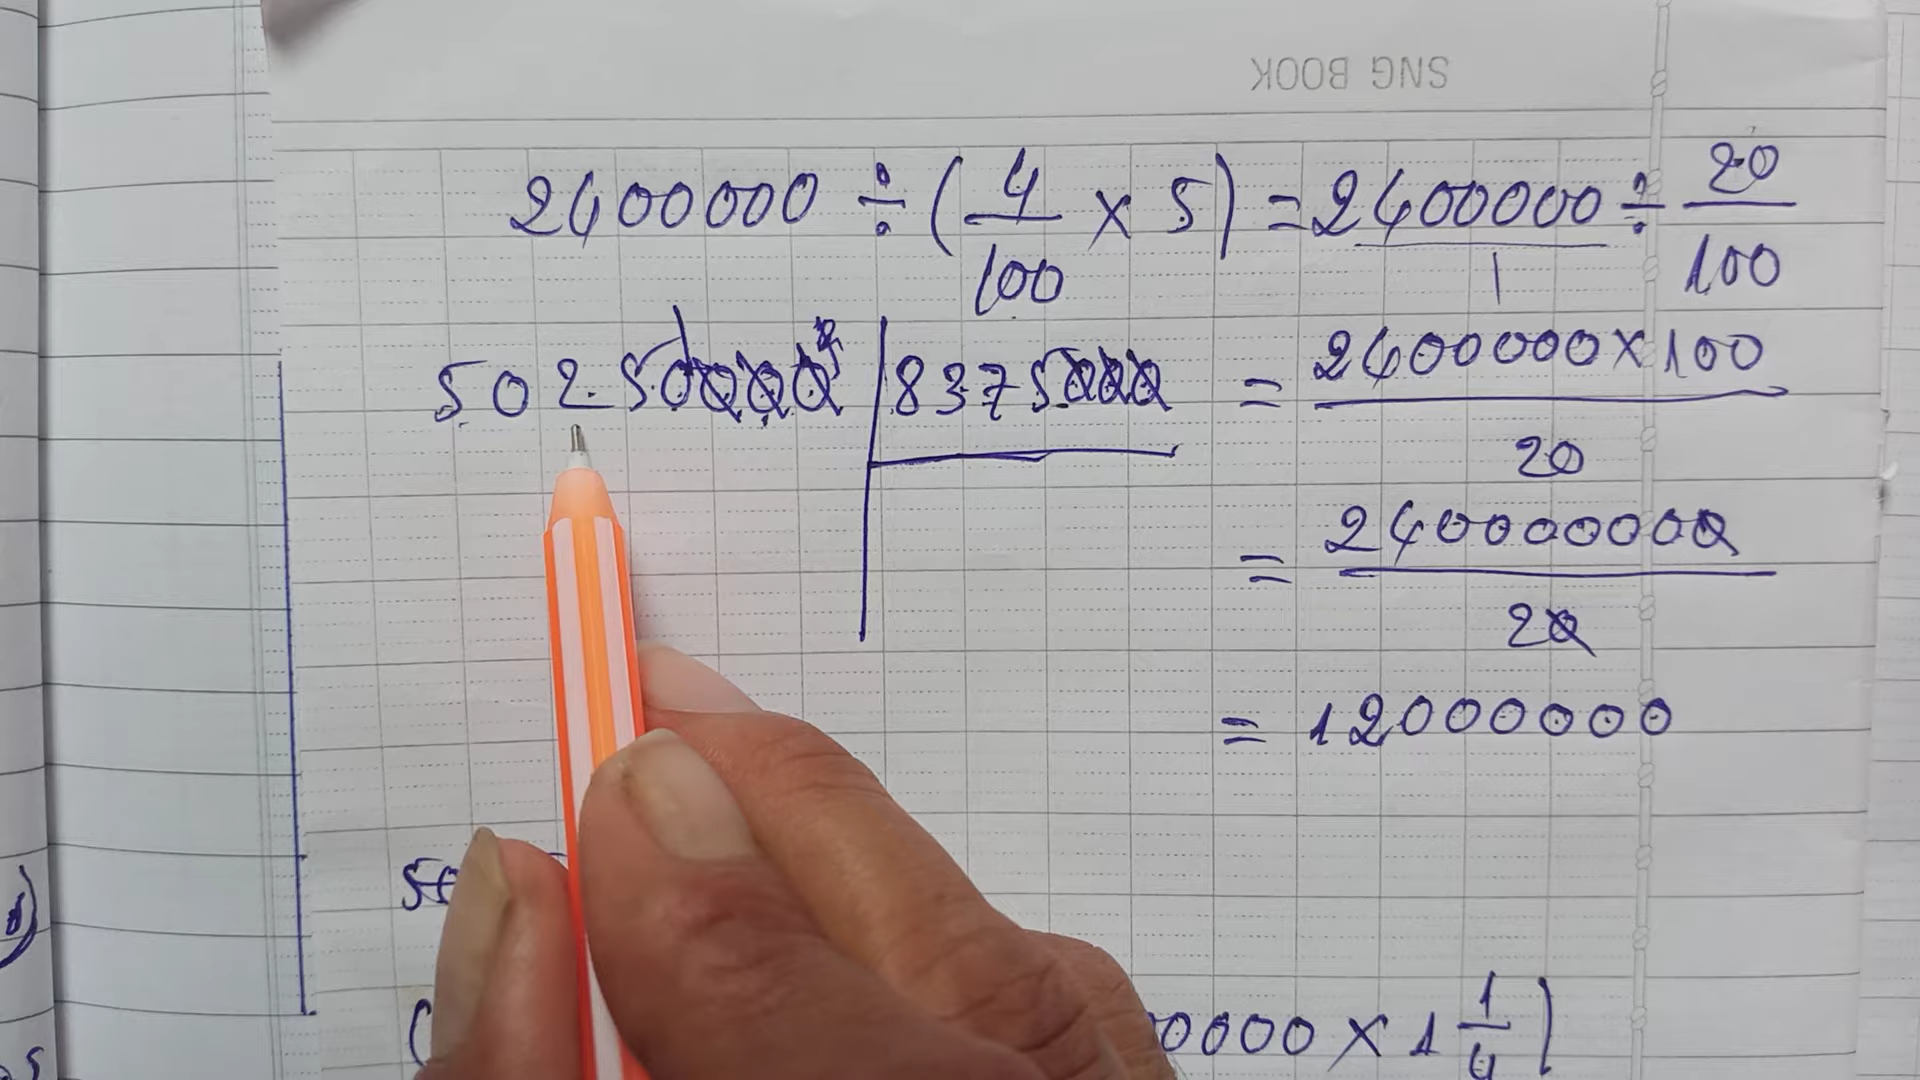 SNG BOOK
2400000 ÷ ( 4/100 × 5 ) = 2400000/1 ÷ 20/100
50250000 | 8375000
= 2400000 × 100 / 20
= 240000000 / 20
= 12000000
0000 × 1 1/4 )